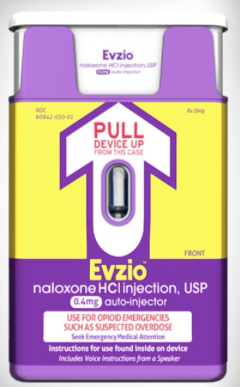 Evzio™
naloxone HCl injection, USP
0.4mg auto-injector
NDC
60842-030-01
Rx Only
PULL
DEVICE UP
FROM THIS CASE
FRONT
Evzio™
naloxone HCl injection, USP
0.4mg auto-injector
USE FOR OPIOID EMERGENCIES
SUCH AS SUSPECTED OVERDOSE
Seek Emergency Medical Attention
Instructions for use found inside on device
Includes Voice Instructions from a Speaker